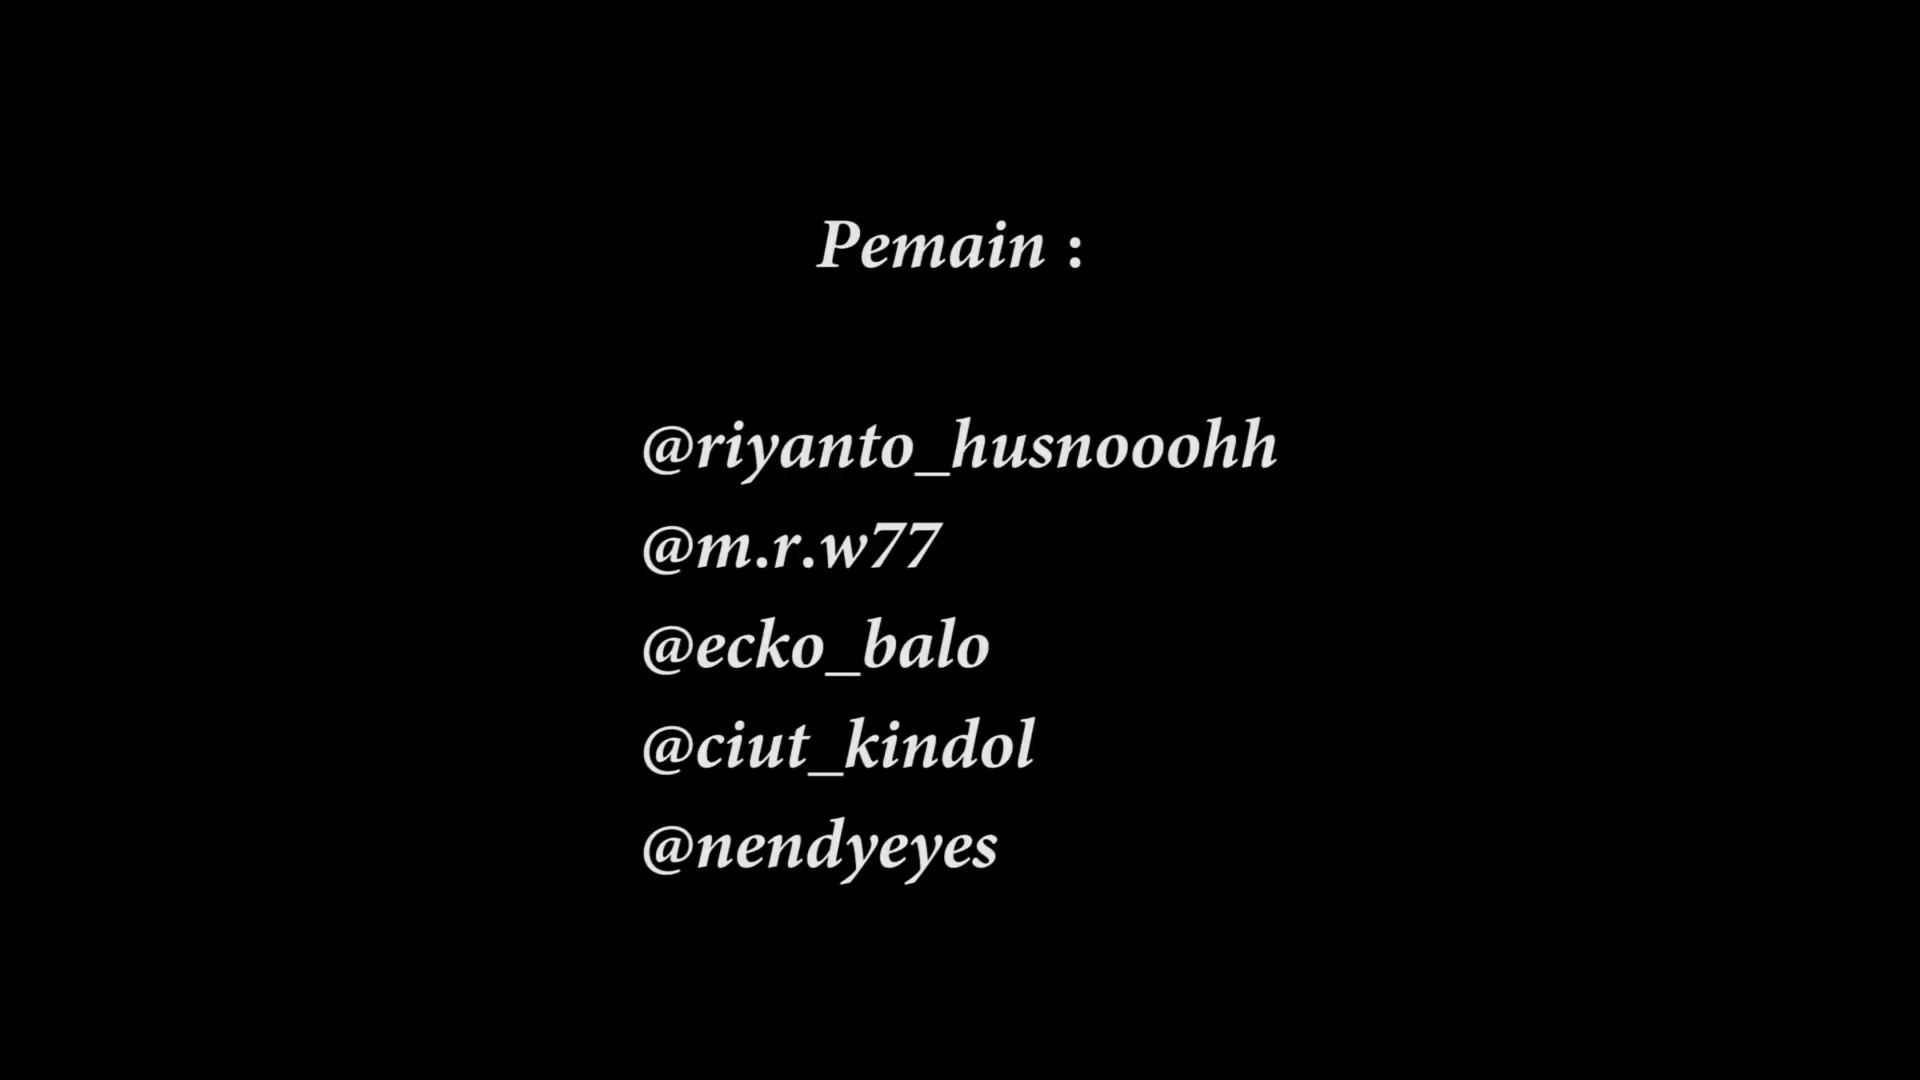 Pemain :
@riyanto_husnooohh
@m.r.w77
@ecko_balo
@ciut_kindol
@nendyeyes